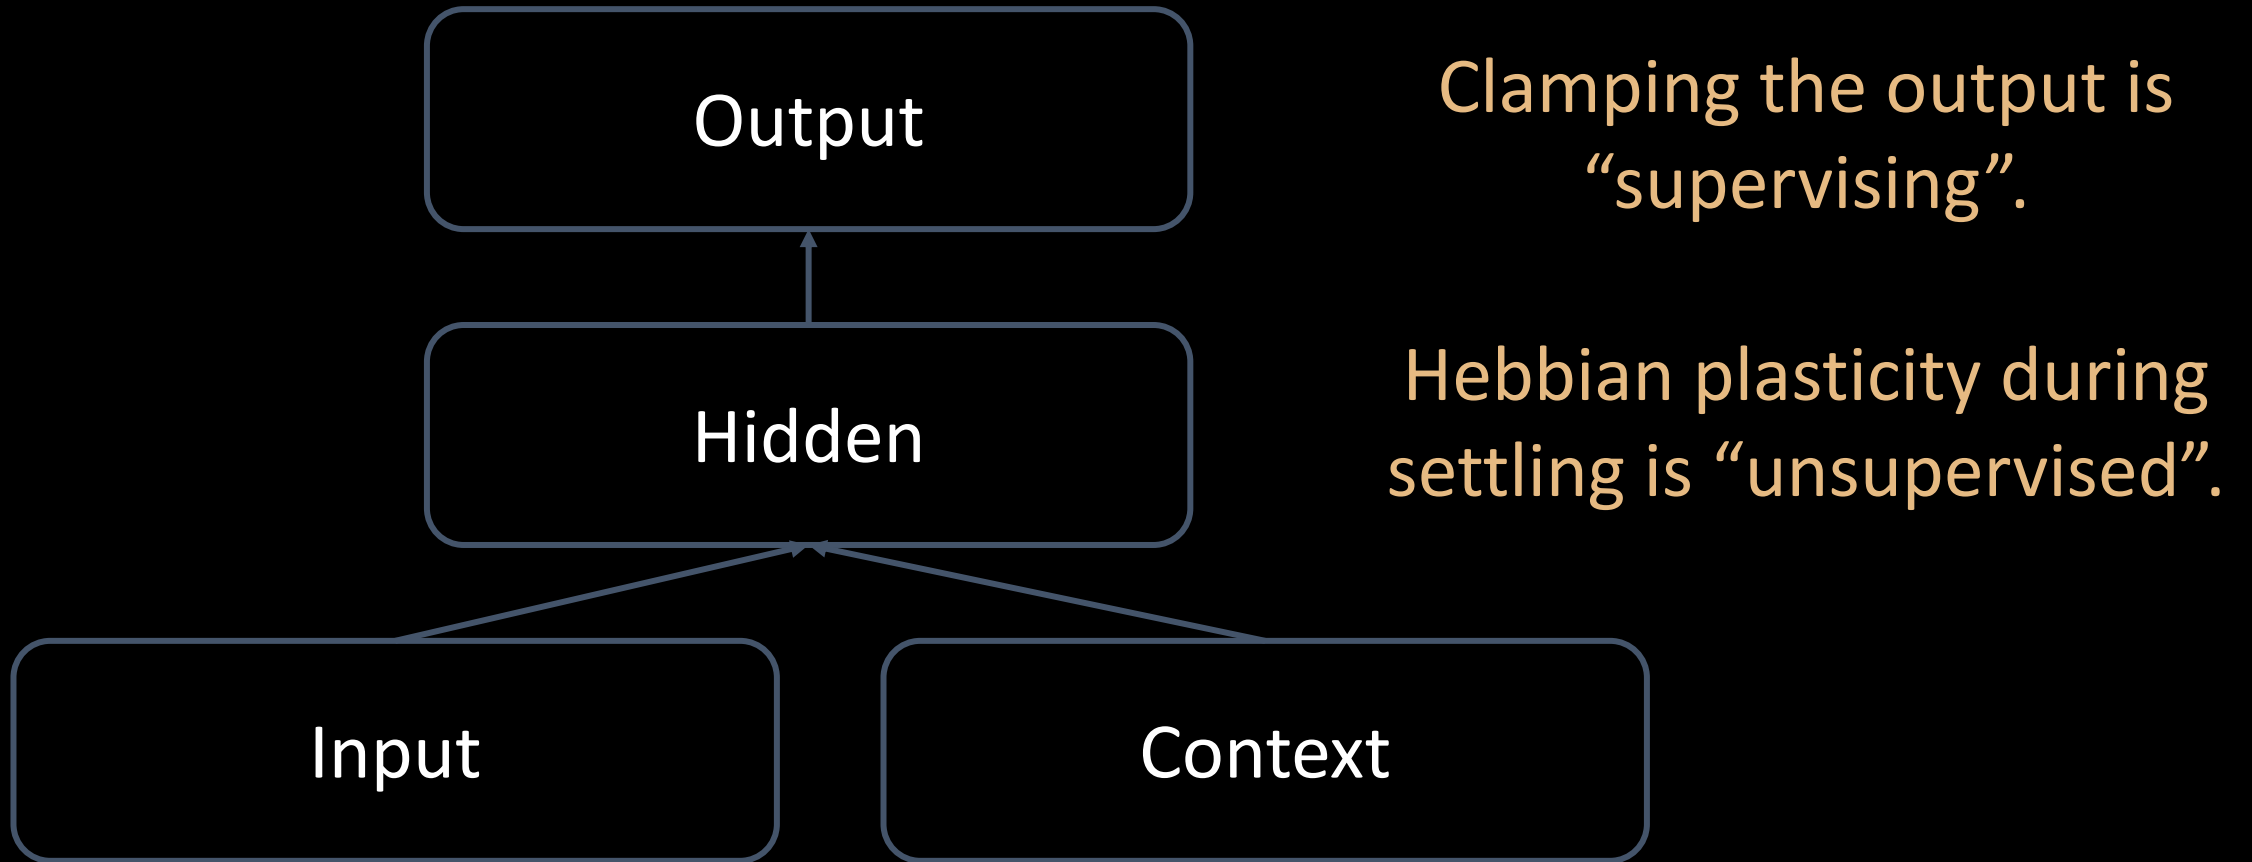 Output
Clamping the output is
“supervising”.
Hidden
Hebbian plasticity during
settling is “unsupervised”.
Input
Context